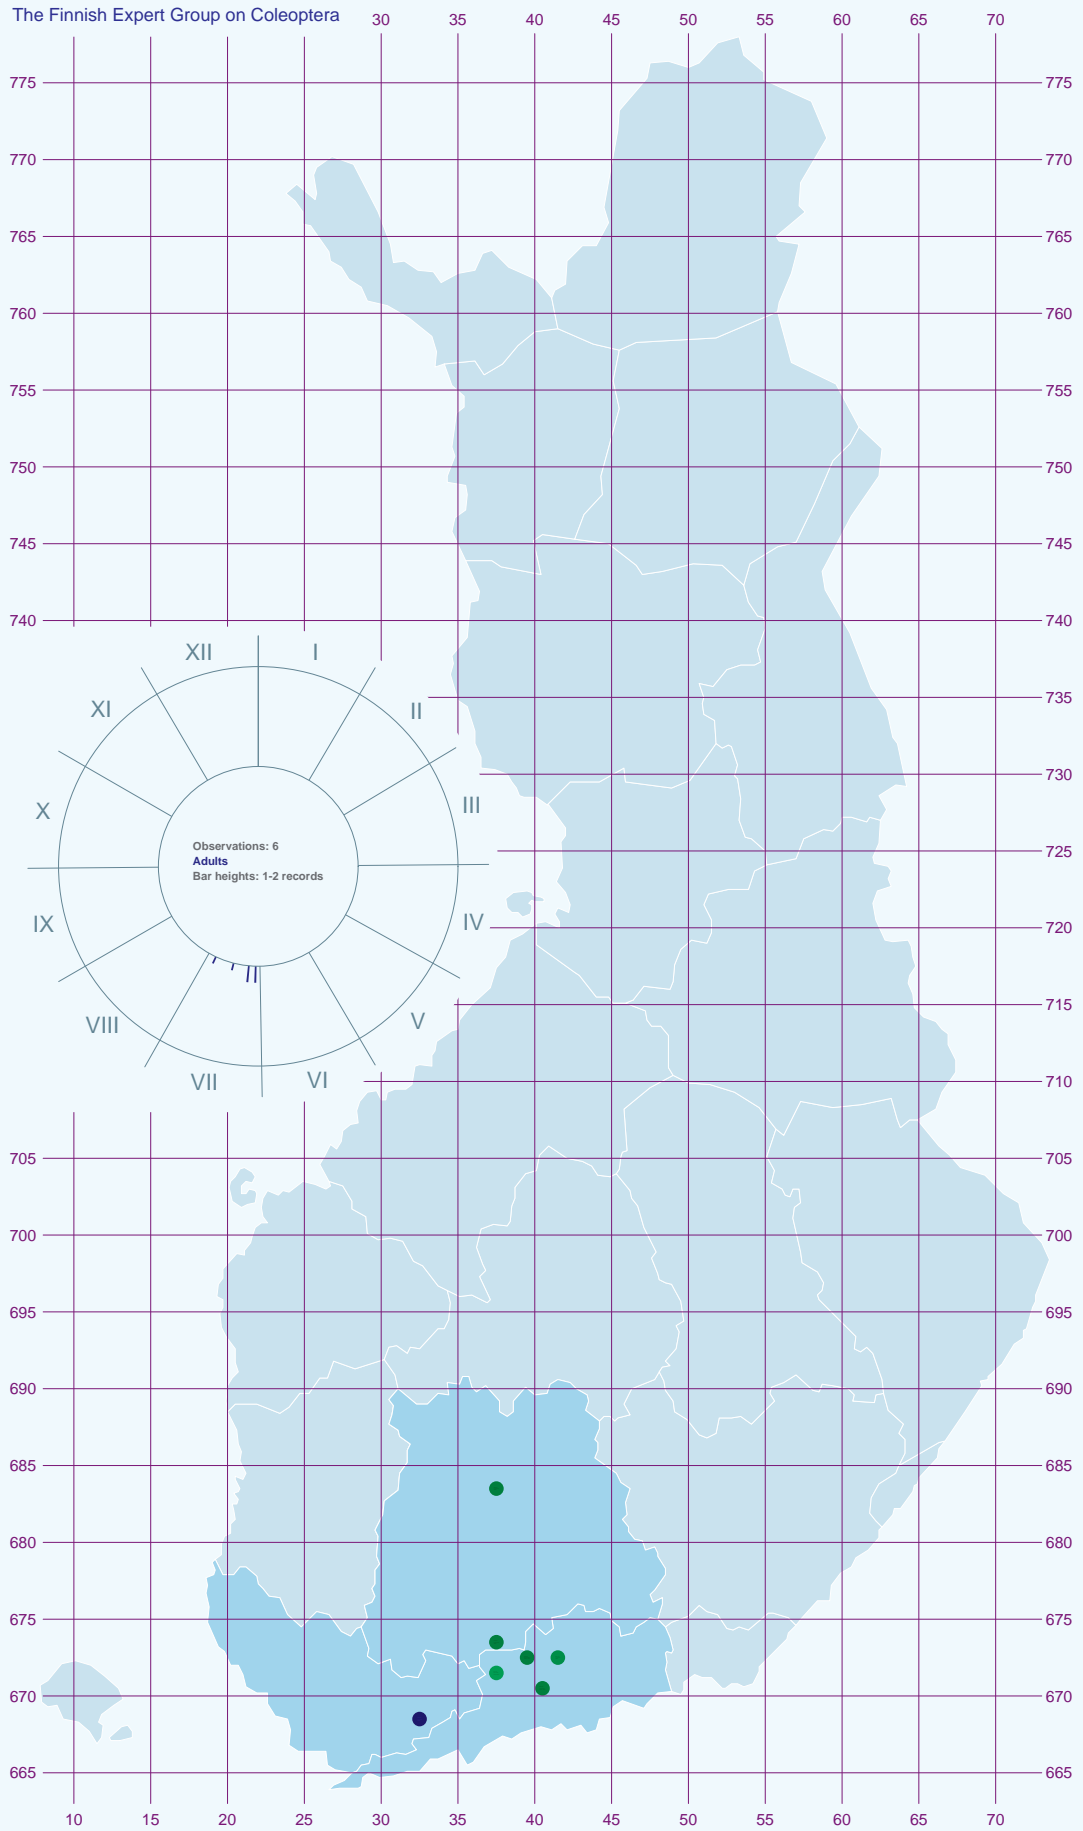 The Finnish Expert Group on Coleoptera
30 35 40 45 50 55 60 65 70
775 775
770 770
765 765
760 760
755 755
750 750
745 745
740 740
XII I
XI II
735
730
X III
Observations: 6
Adults
Bar heights: 1-2 records
725 725
IX IV
720 720
VIII V
715 715
VII VI
710 710
705 705
700 700
695 695
690 690
685 685
680 680
675 675
670 670
665 665
10 15 20 25 30 35 40 45 50 55 60 65 70